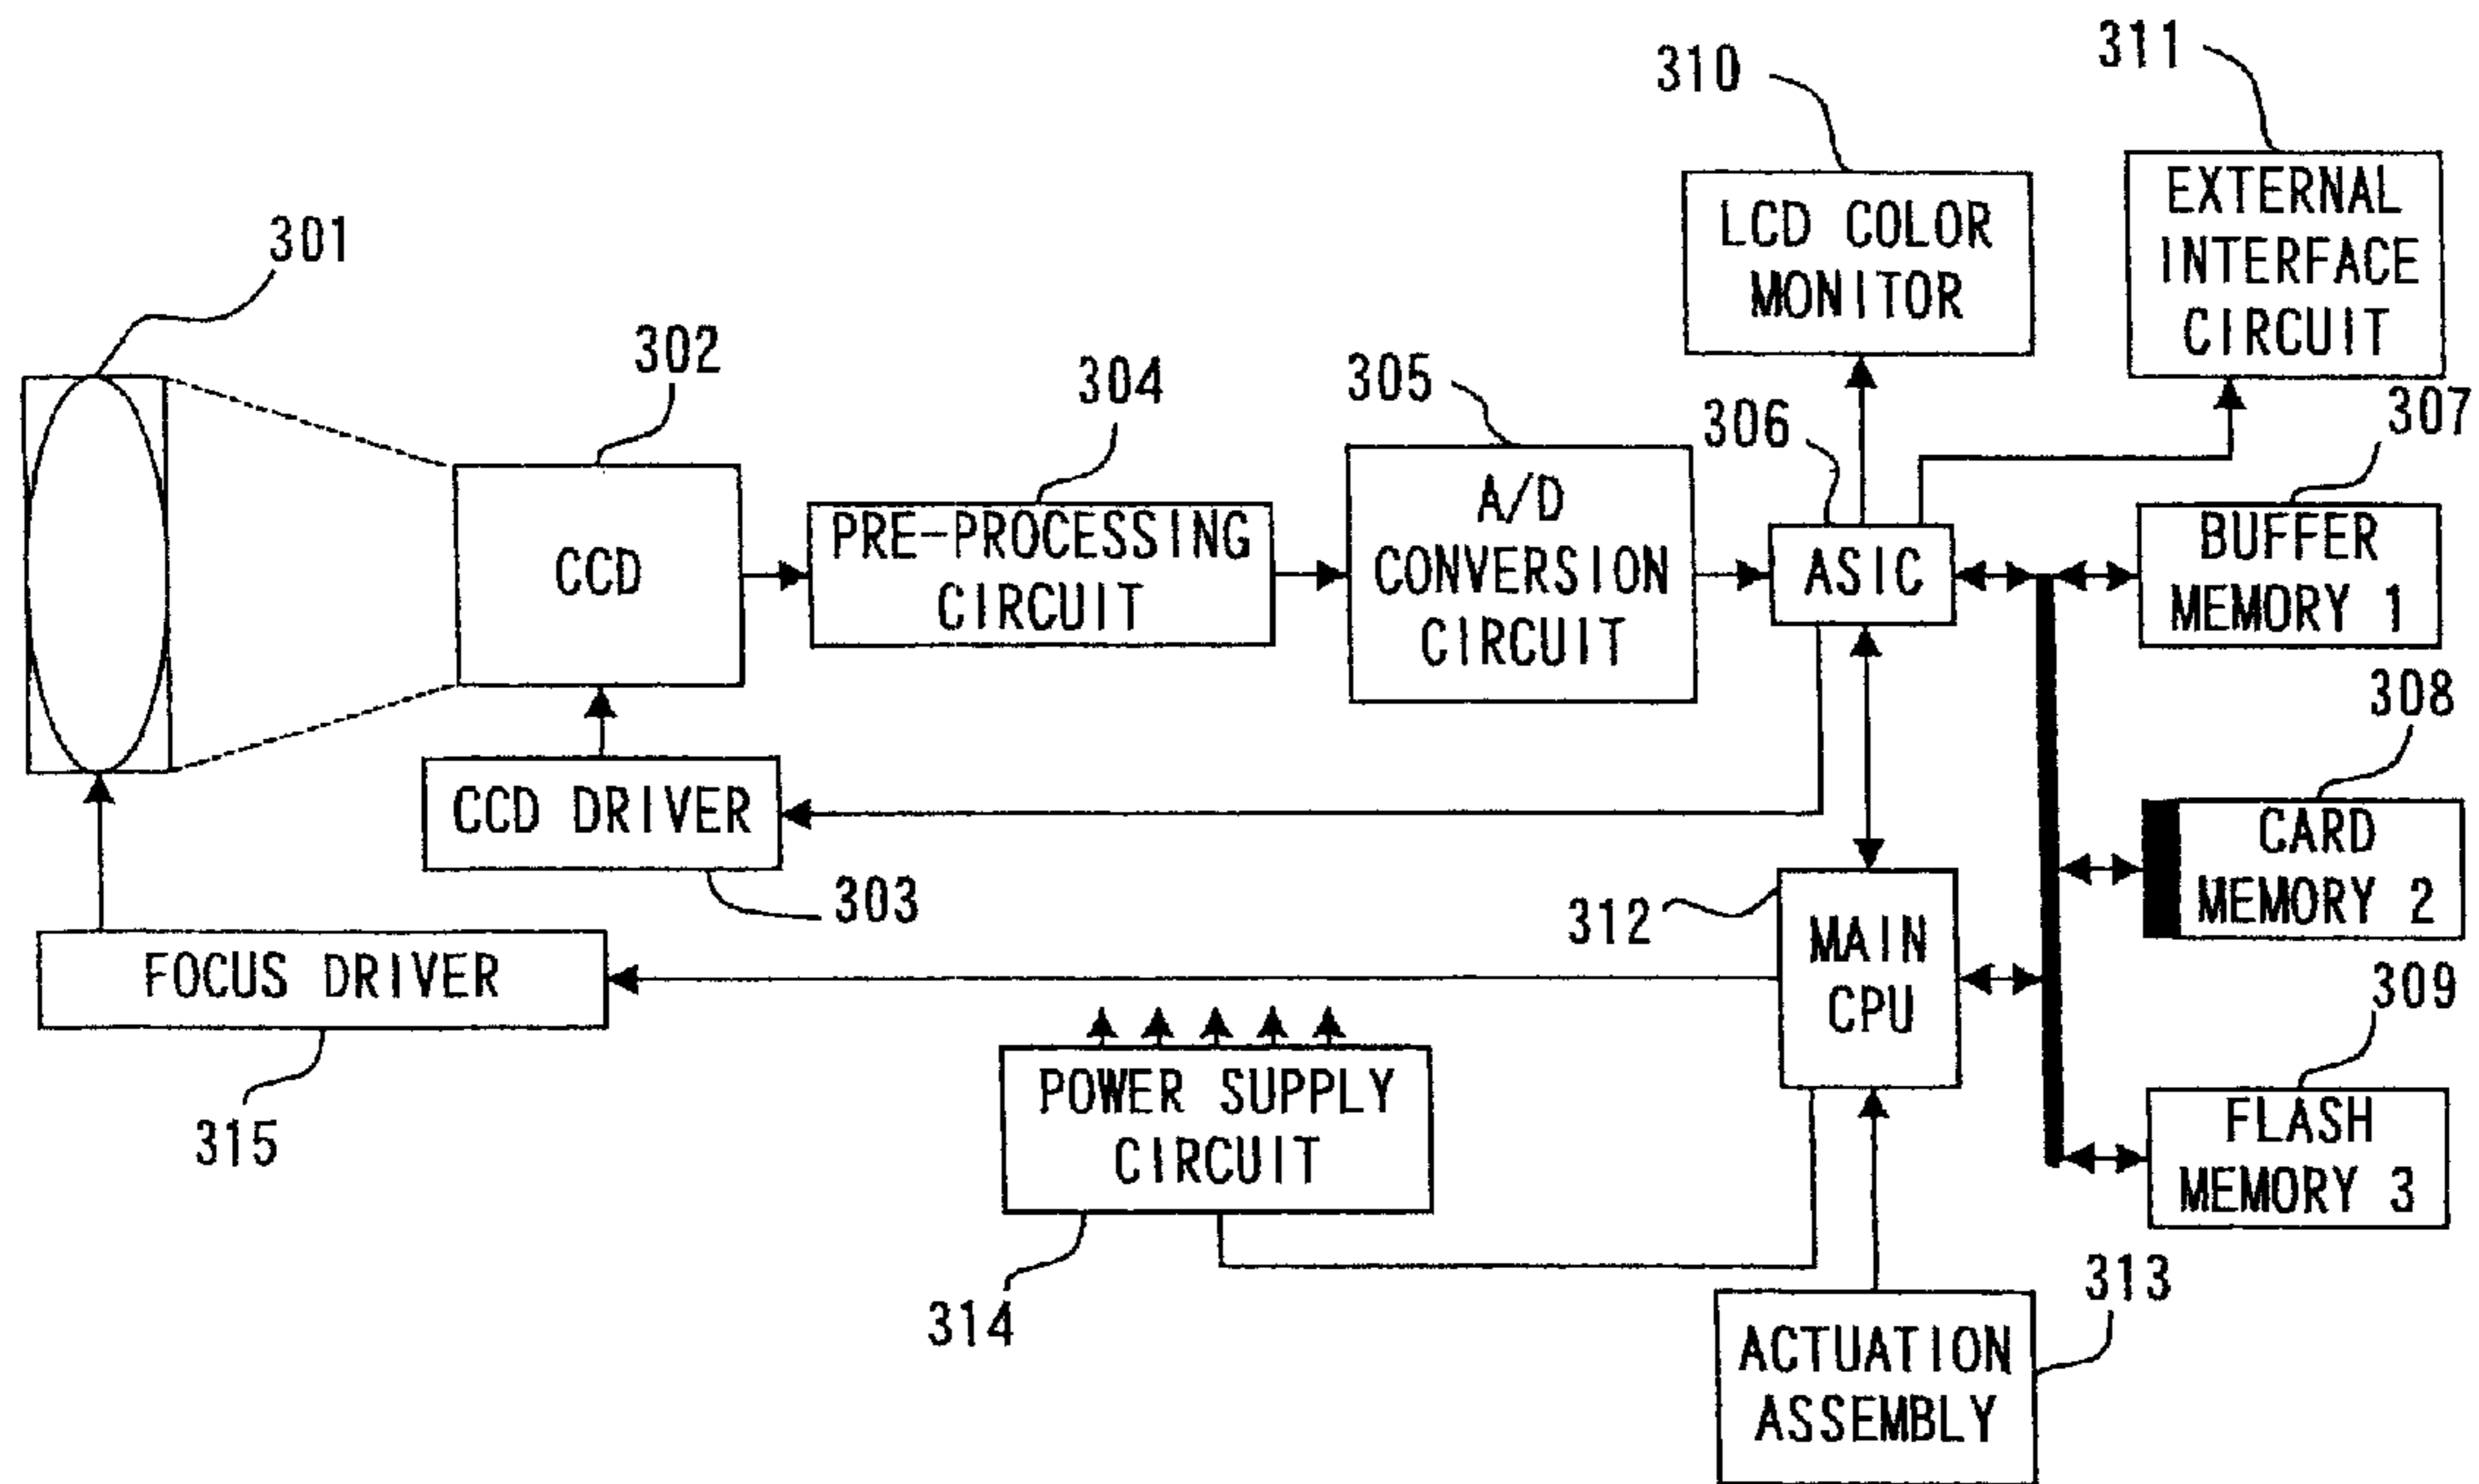 311
310
EXTERNAL
INTERFACE
CIRCUIT
LCD COLOR
MONITOR
301
302
304
305
306
307
CCD
PRE-PROCESSING
CIRCUIT
A/D
CONVERSION
CIRCUIT
ASIC
BUFFER
MEMORY 1
308
CCD DRIVER
303
CARD
MEMORY 2
312
MAIN
CPU
FOCUS DRIVER
309
315
POWER SUPPLY
CIRCUIT
FLASH
MEMORY 3
314
313
ACTUATION
ASSEMBLY